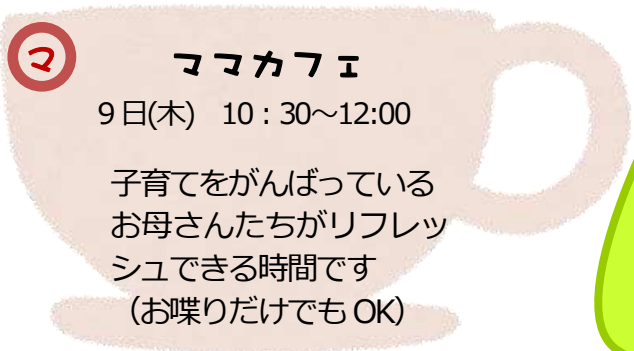 マ
ママカフェ
9日(木) 10：30～12:00
子育てをがんばっている
お母さんたちがリフレッ
シュできる時間です
（お喋りだけでもOK）